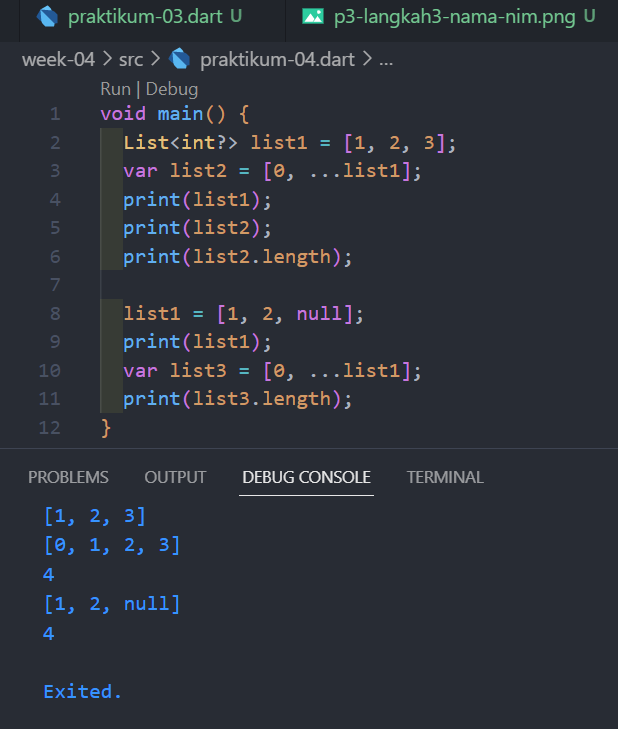 praktikum-03.dart U p3-langkah3-nama-nim.png U
week-04 > src > praktikum-04.dart > ...
Run | Debug
1 void main() {
2   List<int?> list1 = [1, 2, 3];
3   var list2 = [0, ...list1];
4   print(list1);
5   print(list2);
6   print(list2.length);
7
8   list1 = [1, 2, null];
9   print(list1);
10   var list3 = [0, ...list1];
11   print(list3.length);
12 }
PROBLEMS OUTPUT DEBUG CONSOLE TERMINAL
[1, 2, 3]
[0, 1, 2, 3]
4
[1, 2, null]
4
Exited.